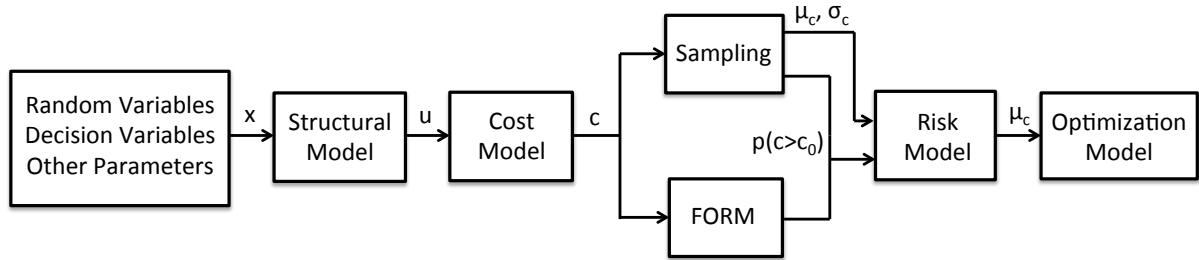 Random Variables
Decision Variables
Other Parameters
x
Structural
Model
u
Cost
Model
c
Sampling
μc, σc
p(c>c0)
FORM
Risk
Model
μc
Optimization
Model